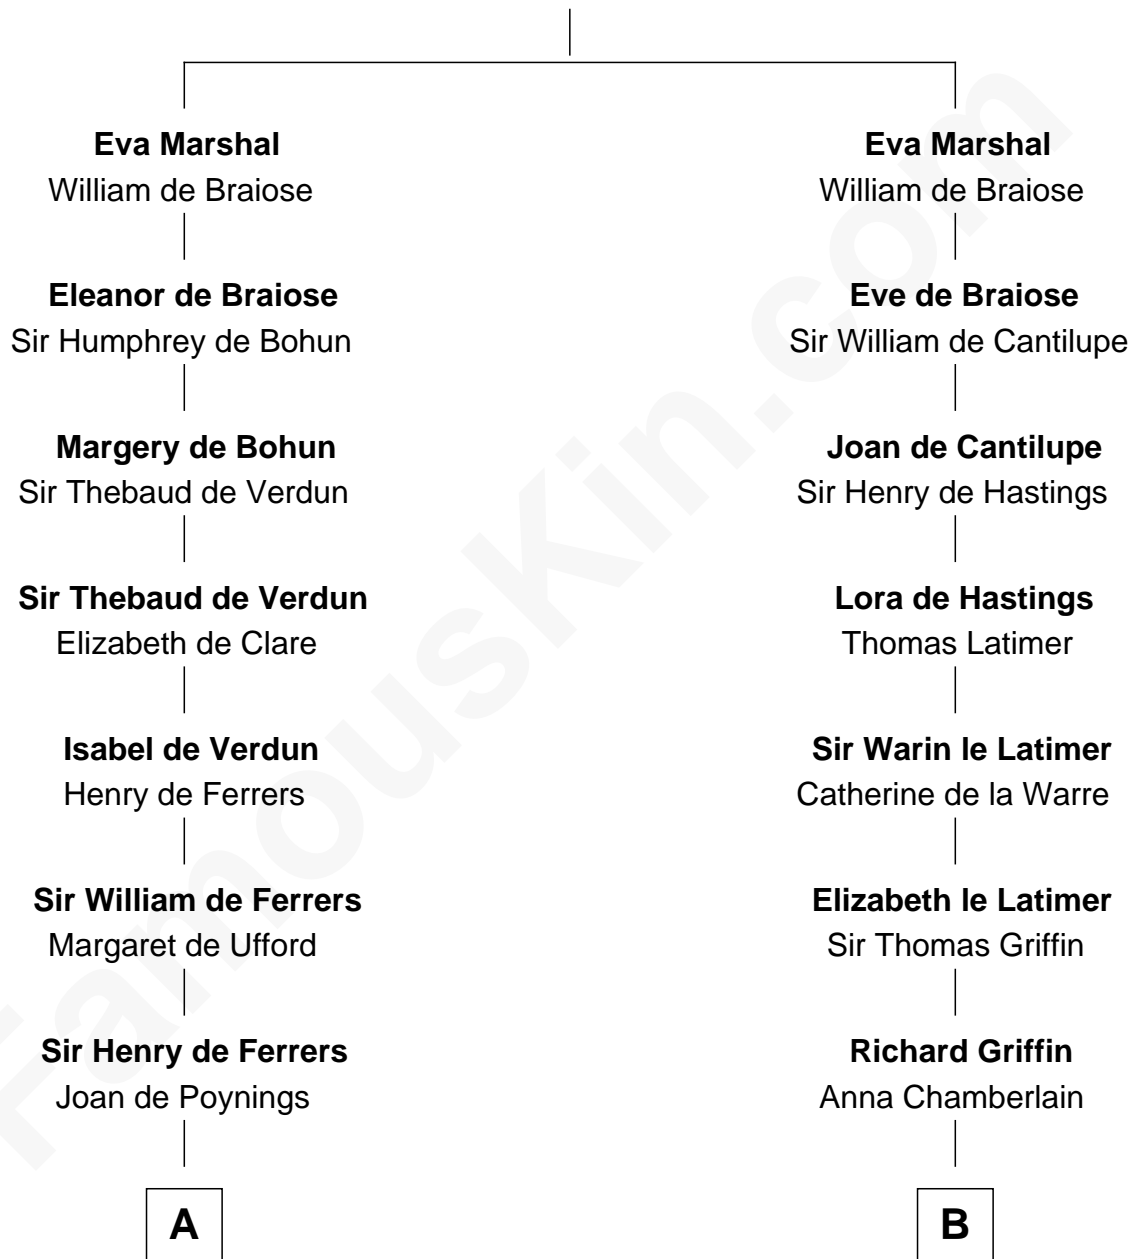 Eva Marshal
William de Braiose
Eleanor de Braiose
Sir Humphrey de Bohun
Margery de Bohun
Sir Thebaud de Verdun
Sir Thebaud de Verdun
Elizabeth de Clare
Isabel de Verdun
Henry de Ferrers
Sir William de Ferrers
Margaret de Ufford
Sir Henry de Ferrers
Joan de Poynings
A
Eva Marshal
William de Braiose
Eve de Braiose
Sir William de Cantilupe
Joan de Cantilupe
Sir Henry de Hastings
Lora de Hastings
Thomas Latimer
Sir Warin le Latimer
Catherine de la Warre
Elizabeth le Latimer
Sir Thomas Griffin
Richard Griffin
Anna Chamberlain
B
FamousKin.com